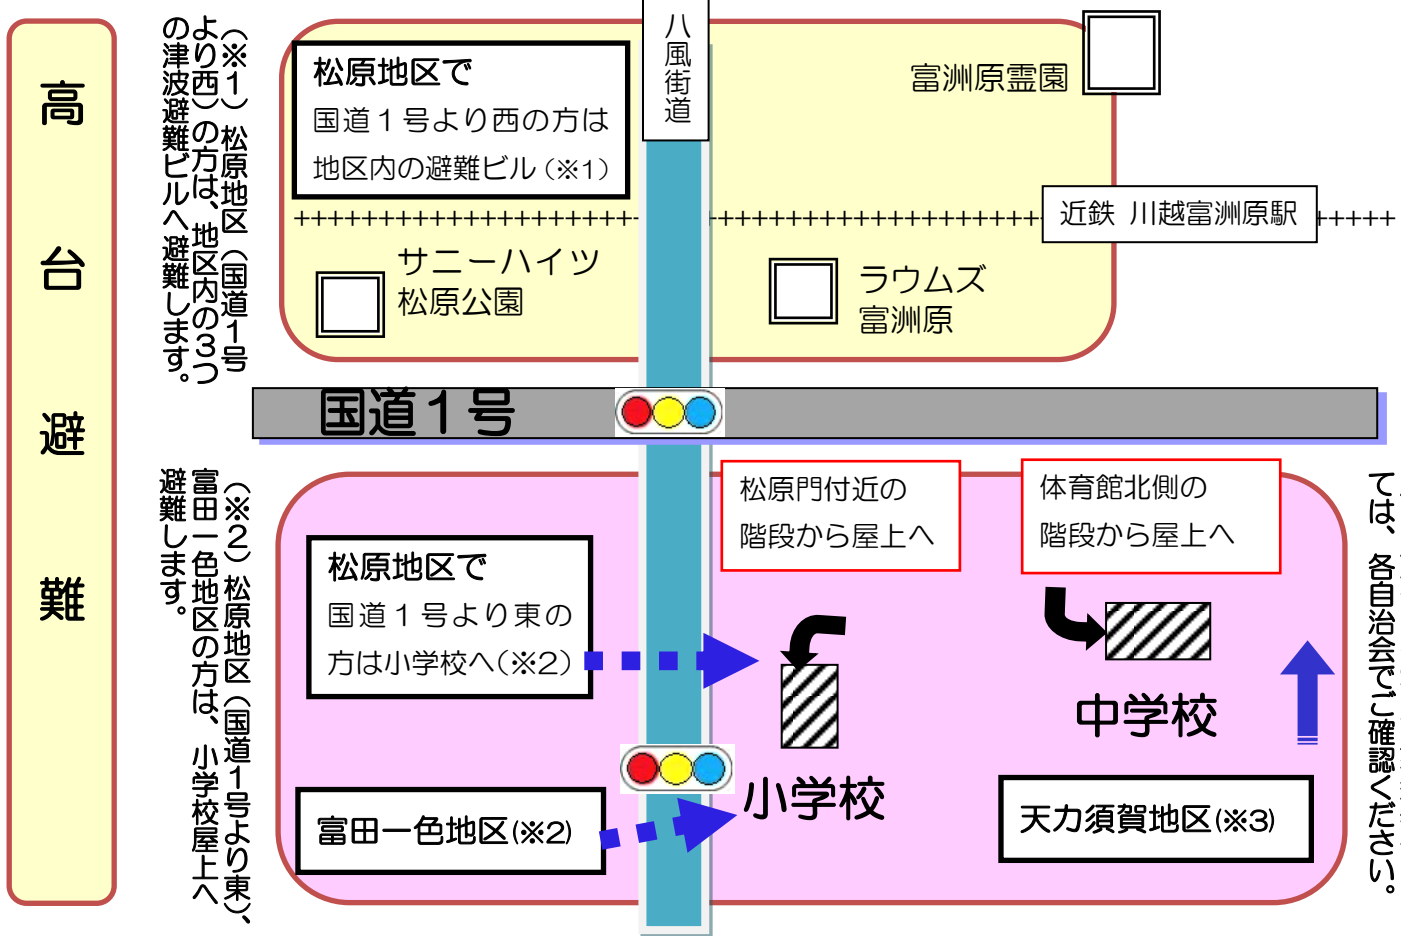 高台避難
（※１）松原地区（国道１号
より西）の方は、地区内の３つ
の津波避難ビルへ避難します。
八風街道
松原地区で
国道１号より西の方は
地区内の避難ビル（※1）
富洲原霊園
近鉄 川越富洲原駅
サニーハイツ
松原公園
ラウムズ
富洲原
国道１号
（※２）松原地区（国道１号より東）、
富田一色地区の方は、小学校屋上へ
避難します。
松原地区で
国道１号より東の
方は小学校へ（※2）
松原門付近の
階段から屋上へ
体育館北側の
階段から屋上へ
中学校
小学校
富田一色地区(※2)
天力須賀地区(※3)
ては、各自治会でご確認ください。